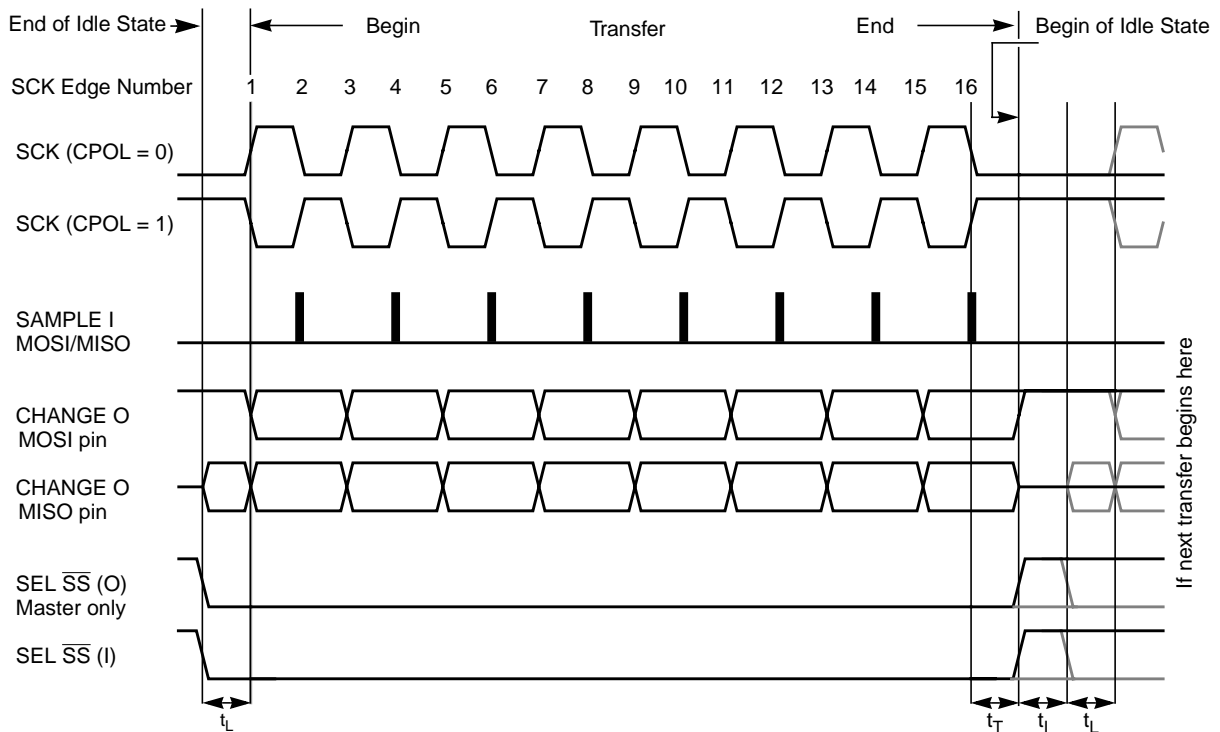 End of Idle State
Begin
Transfer
End
Begin of Idle State
SCK Edge Number
1 2 3 4 5 6 7 8 9 10 11 12 13 14 15 16
SCK (CPOL = 0)
SCK (CPOL = 1)
SAMPLE I
MOSI/MISO
CHANGE O
MOSI pin
CHANGE O
MISO pin
SEL SS (O)
Master only
SEL SS (I)
If next transfer begins here
tL
tT
tI
tL